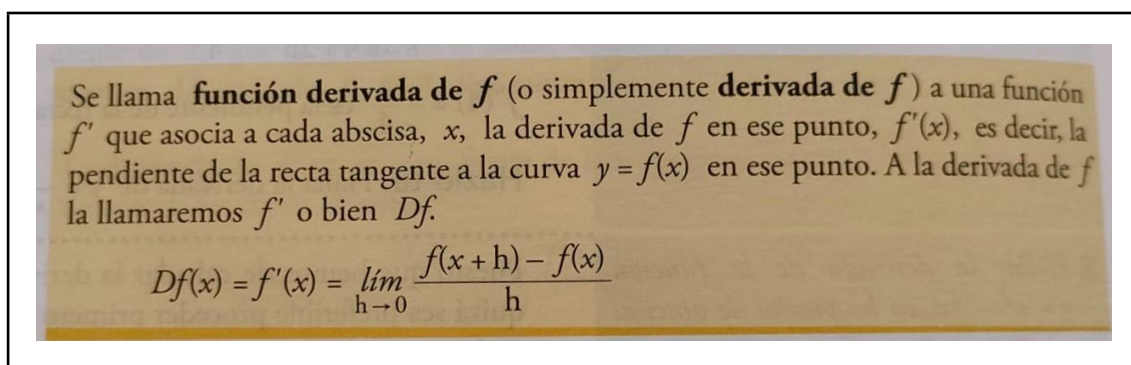 Se llama función derivada de f (o simplemente derivada de f) a una función
f' que asocia a cada abscisa, x, la derivada de f en ese punto, f'(x), es decir, la
pendiente de la recta tangente a la curva y = f(x) en ese punto. A la derivada de f
la llamaremos f' o bien Df.
Df(x) = f'(x) = lím h→0 f(x + h) – f(x) / h